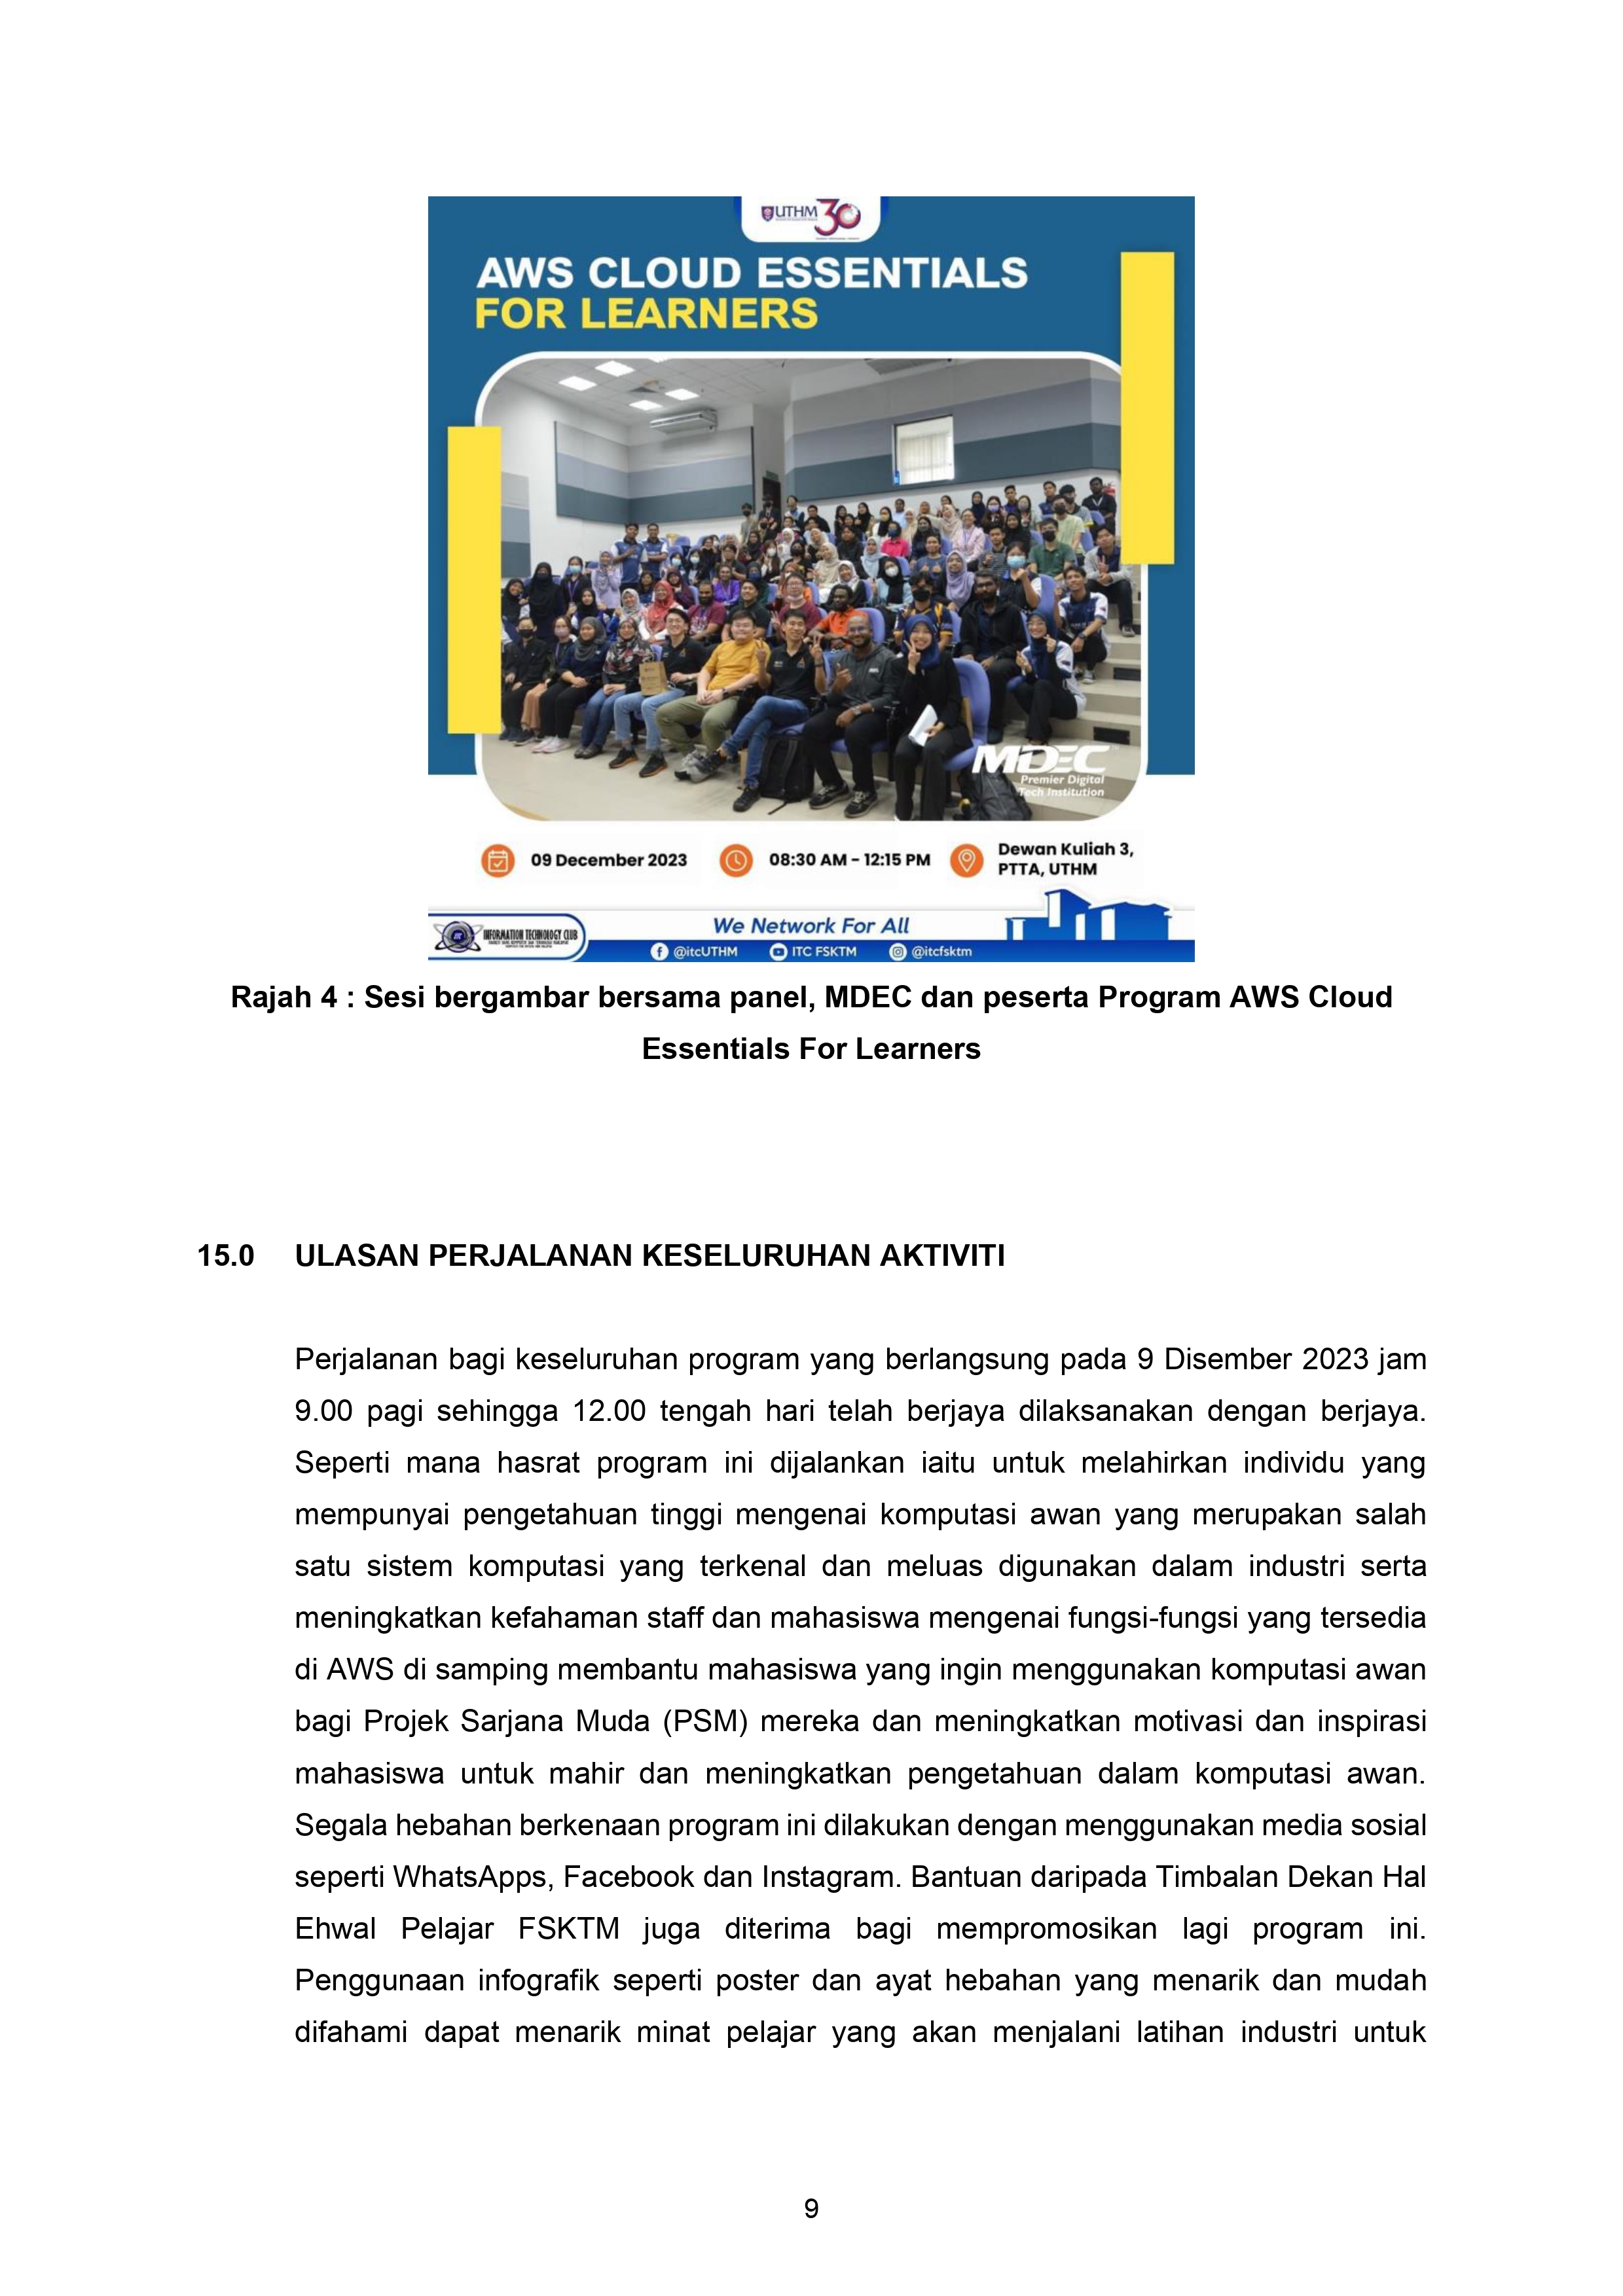 UTHM 30
AWS CLOUD ESSENTIALS
FOR LEARNERS
MDEC
Premier Digital
Tech Institution
09 December 2023
08:30 AM - 12:15 PM
Dewan Kuliah 3,
PTTA, UTHM
INFORMATION TECHNOLOGY CLUB
We Network For All
@itcUTHM
ITC FSKTM
@itcfsktm
Rajah 4 : Sesi bergambar bersama panel, MDEC dan peserta Program AWS Cloud
Essentials For Learners
15.0 ULASAN PERJALANAN KESELURUHAN AKTIVITI
Perjalanan bagi keseluruhan program yang berlangsung pada 9 Disember 2023 jam
9.00 pagi sehingga 12.00 tengah hari telah berjaya dilaksanakan dengan berjaya.
Seperti mana hasrat program ini dijalankan iaitu untuk melahirkan individu yang
mempunyai pengetahuan tinggi mengenai komputasi awan yang merupakan salah
satu sistem komputasi yang terkenal dan meluas digunakan dalam industri serta
meningkatkan kefahaman staff dan mahasiswa mengenai fungsi-fungsi yang tersedia
di AWS di samping membantu mahasiswa yang ingin menggunakan komputasi awan
bagi Projek Sarjana Muda (PSM) mereka dan meningkatkan motivasi dan inspirasi
mahasiswa untuk mahir dan meningkatkan pengetahuan dalam komputasi awan.
Segala hebahan berkenaan program ini dilakukan dengan menggunakan media sosial
seperti WhatsApps, Facebook dan Instagram. Bantuan daripada Timbalan Dekan Hal
Ehwal Pelajar FSKTM juga diterima bagi mempromosikan lagi program ini.
Penggunaan infografik seperti poster dan ayat hebahan yang menarik dan mudah
difahami dapat menarik minat pelajar yang akan menjalani latihan industri untuk
9